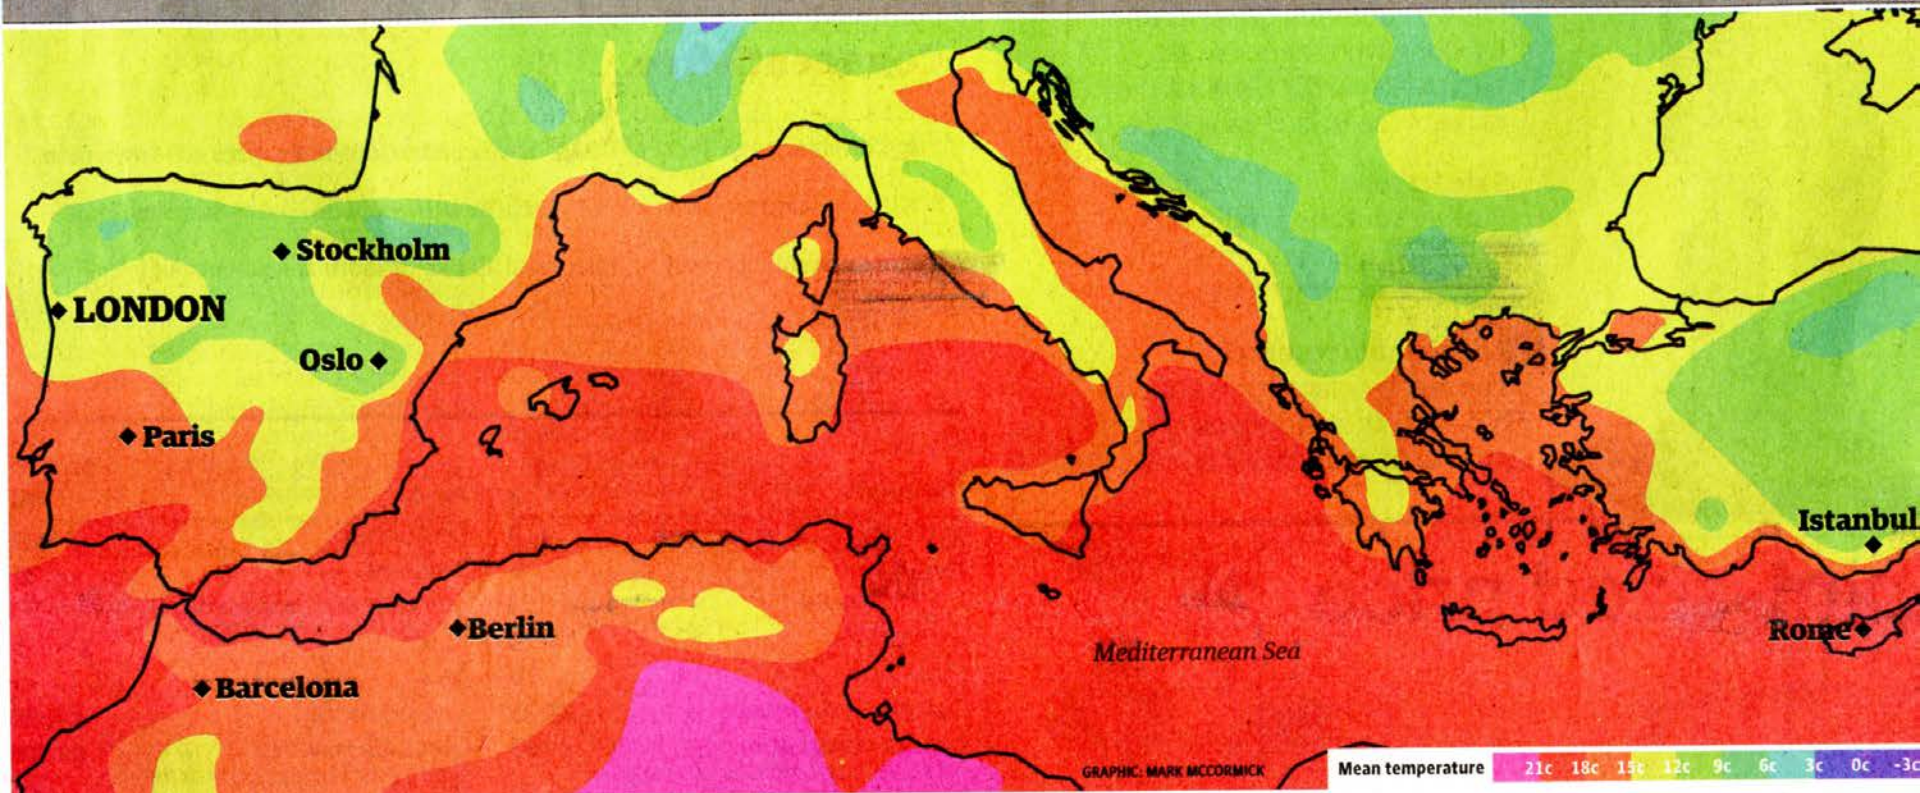 Stockholm
LONDON
Oslo
Paris
Istanbul
Berlin
Rome
Mediterranean Sea
Barcelona
GRAPHIC: MARK MCCORMICK
Mean temperature 21c 18c 15c 12c 9c 6c 3c 0c -3c